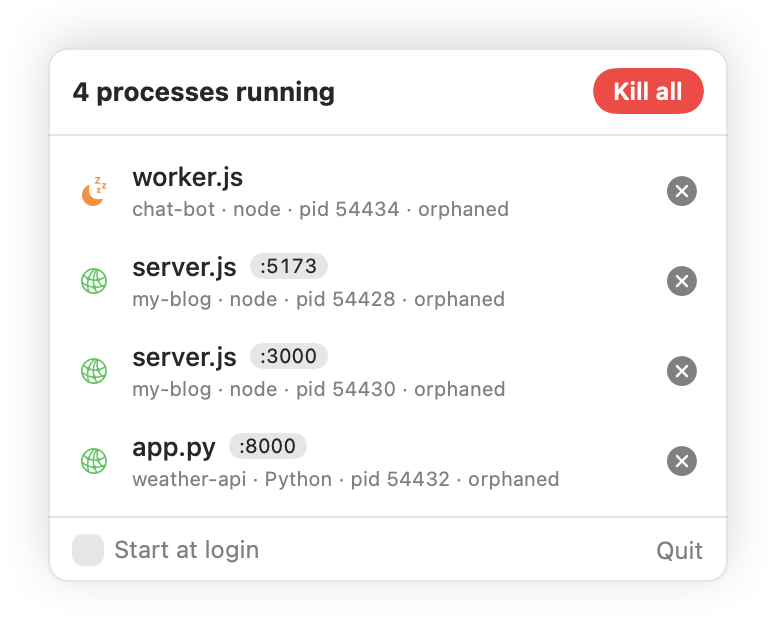 4 processes running
Kill all
z z z
worker.js
chat-bot · node · pid 54434 · orphaned
server.js :5173
my-blog · node · pid 54428 · orphaned
server.js :3000
my-blog · node · pid 54430 · orphaned
app.py :8000
weather-api · Python · pid 54432 · orphaned
Start at login
Quit